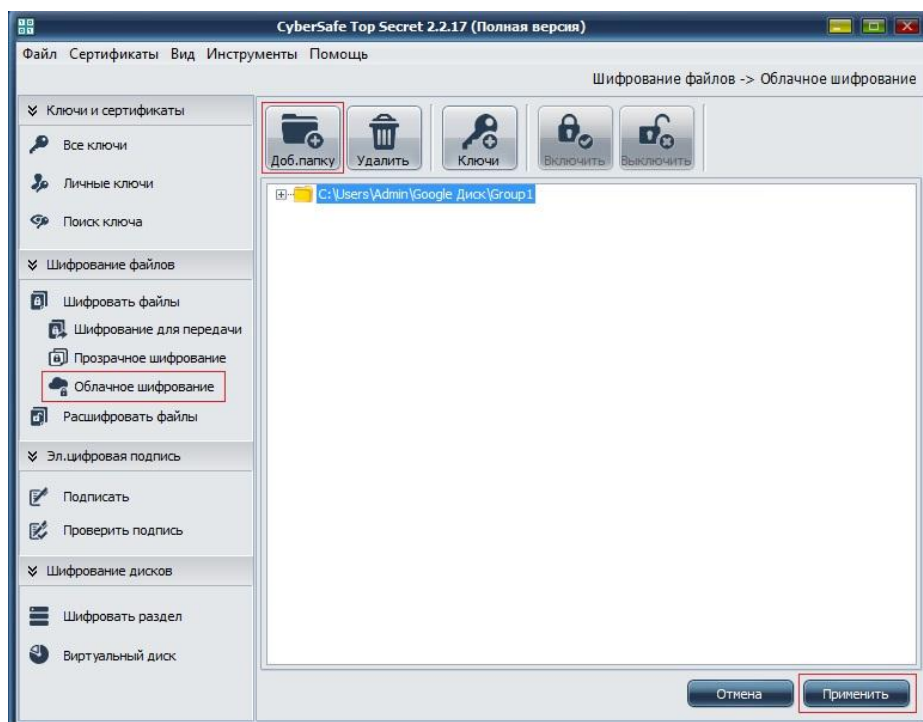 CyberSafe Top Secret 2.2.17 (Полная версия)
Файл Сертификаты Вид Инструменты Помощь
Шифрование файлов -> Облачное шифрование
Ключи и сертификаты
Все ключи
Личные ключи
Поиск ключа
Шифрование файлов
Шифровать файлы
Шифрование для передачи
Прозрачное шифрование
Облачное шифрование
Расшифровать файлы
Эл.цифровая подпись
Подписать
Проверить подпись
Шифрование дисков
Шифровать раздел
Виртуальный диск
Доб.папку Удалить Ключи Включить Выключить
C:\Users\Admin\Google Диск\Group1
Отмена Применить